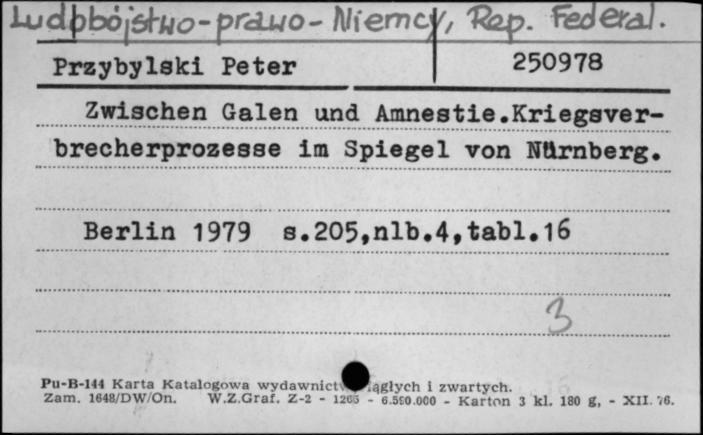 Ludobójstwo-prawo-Niemcy, Rep. Federal.
Przybylski Peter 250978
Zwischen Galen und Amnestie.Kriegsver-
brecherprozesse im Spiegel von Nürnberg.
Berlin 1979 s.205,nlb.4,tabl.16
3
Pu-B-144 Karta Katalogowa wydawnictw ciągłych i zwartych.
Zam. 1648/DW/On. W.Z.Graf. Z-2 - 1265 - 6.590.000 - Karton 3 kl. 180 g, - XII. 76.